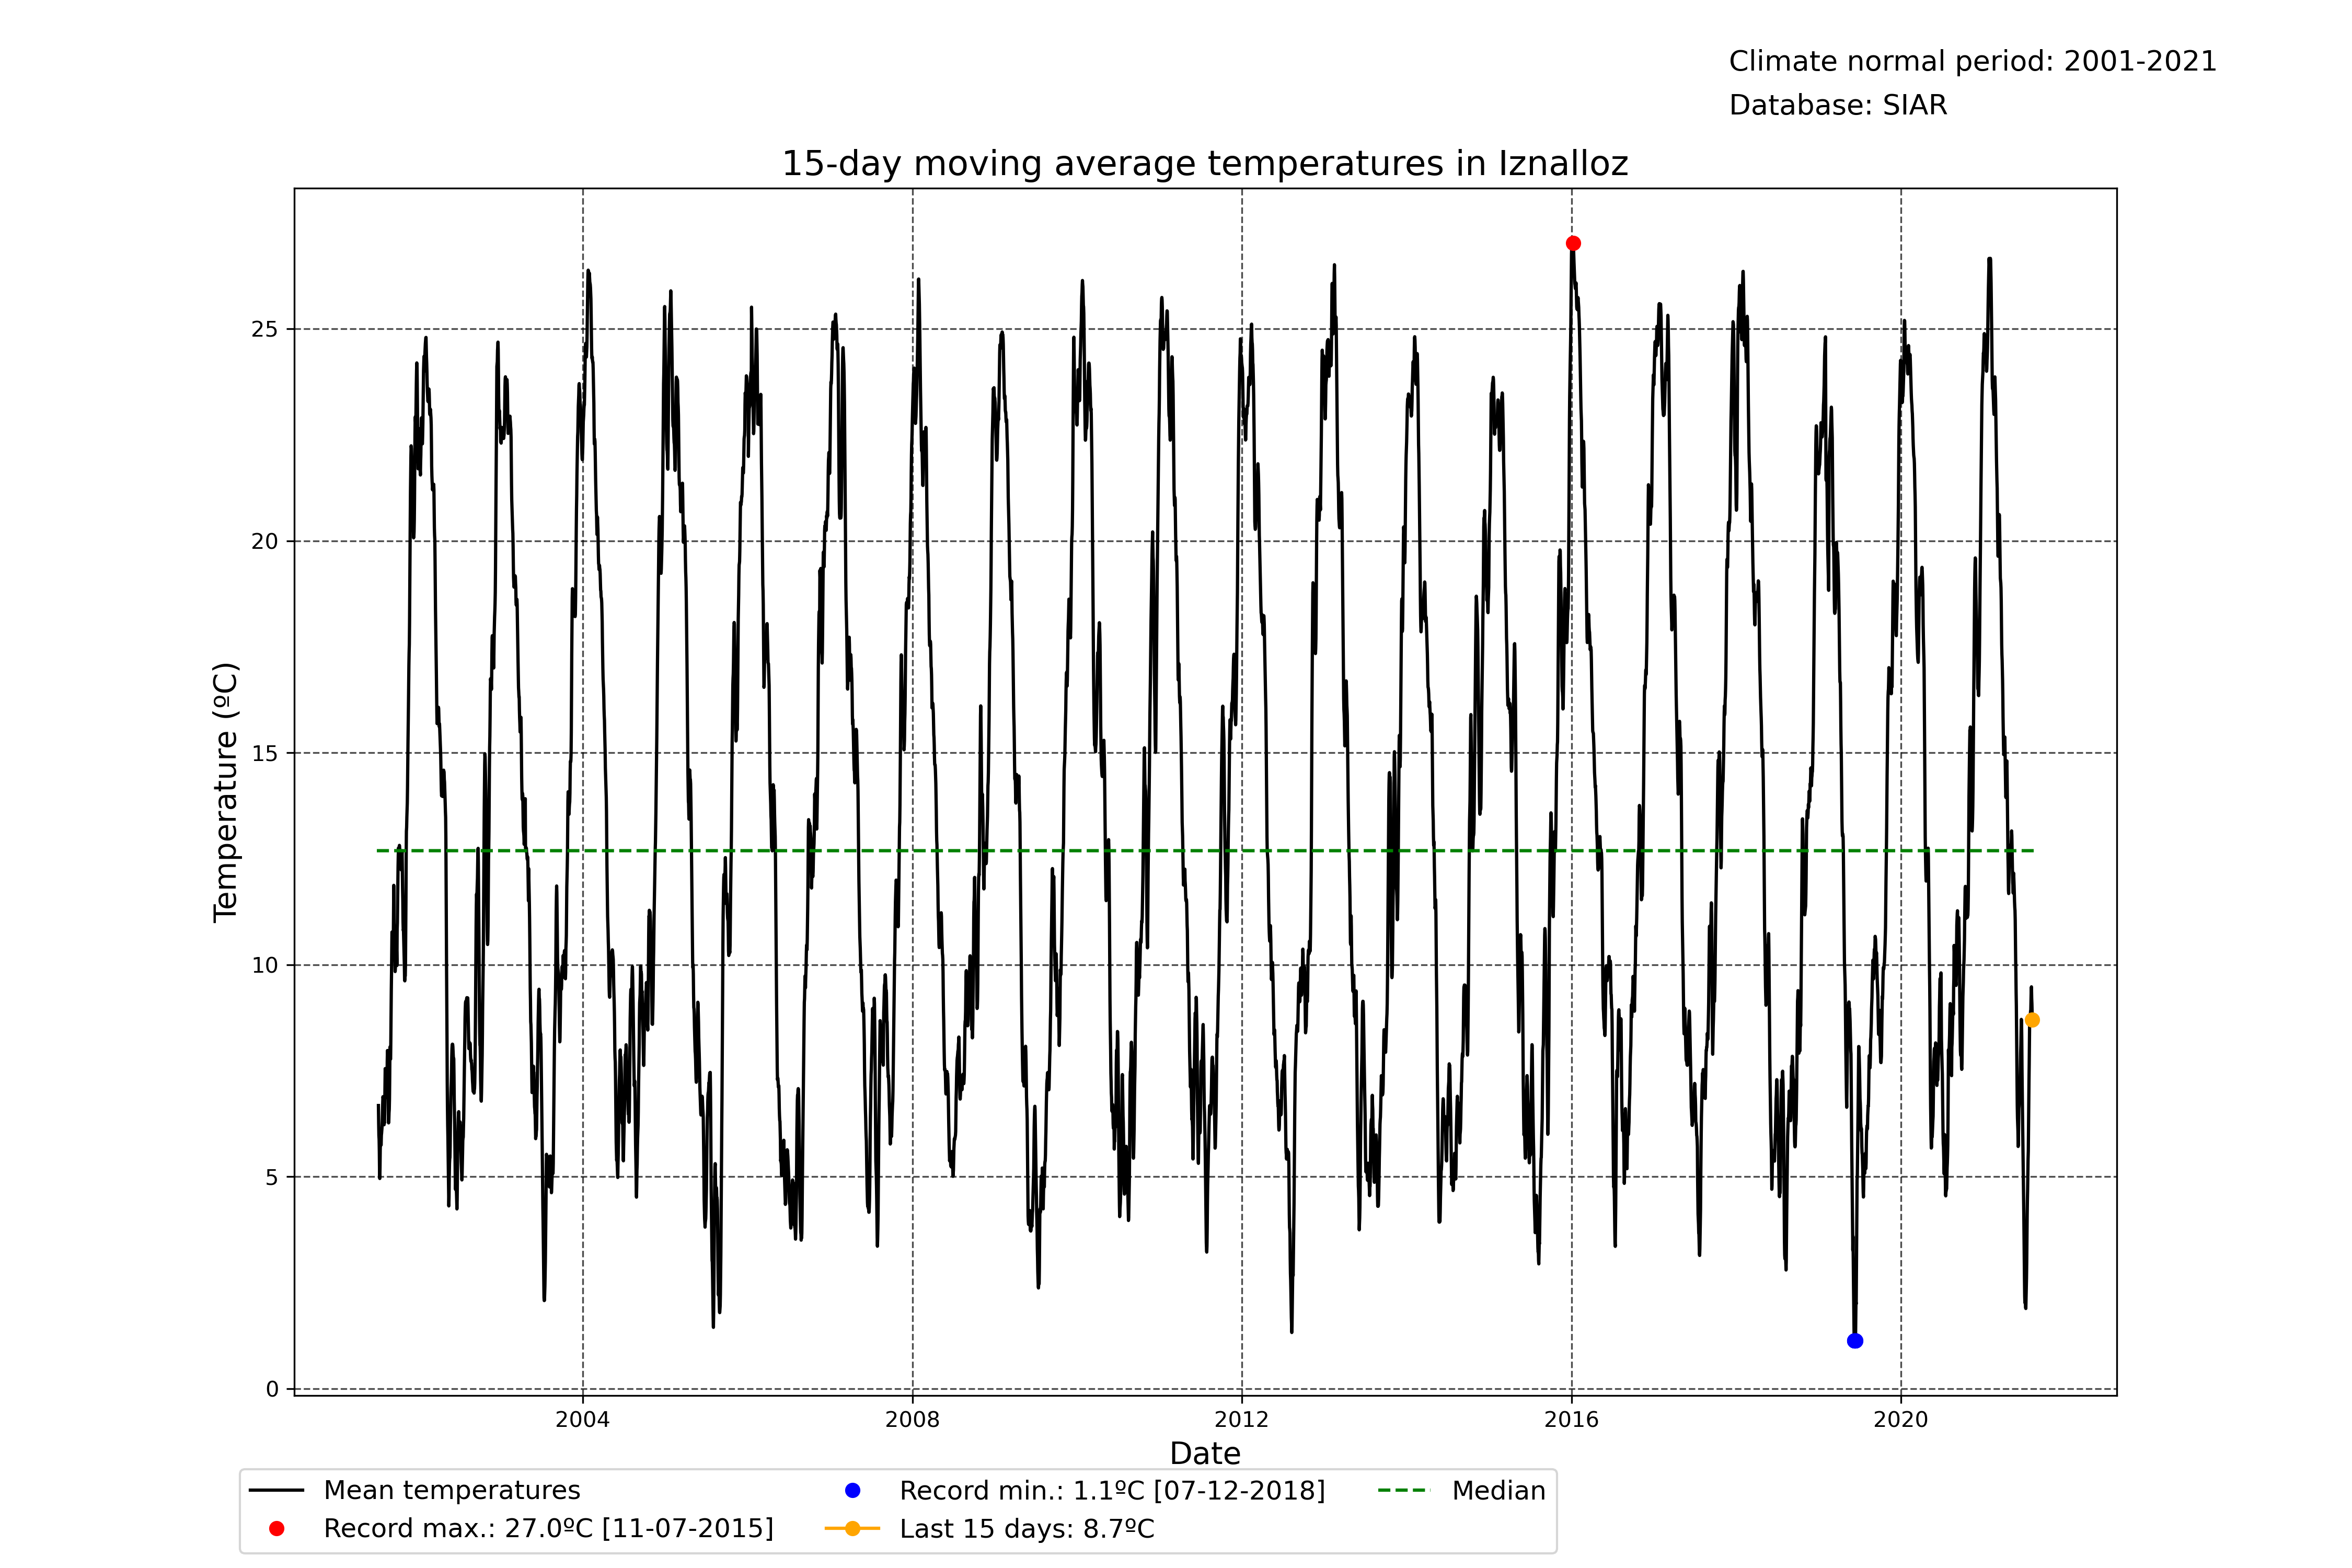 Climate normal period: 2001-2021
Database: SIAR
15-day moving average temperatures in Iznalloz
25
20
15
10
5
0
Temperature (ºC)
2004 2008 2012 2016 2020
Date
Mean temperatures
Record max.: 27.0ºC [11-07-2015]
Record min.: 1.1ºC [07-12-2018]
Last 15 days: 8.7ºC
Median